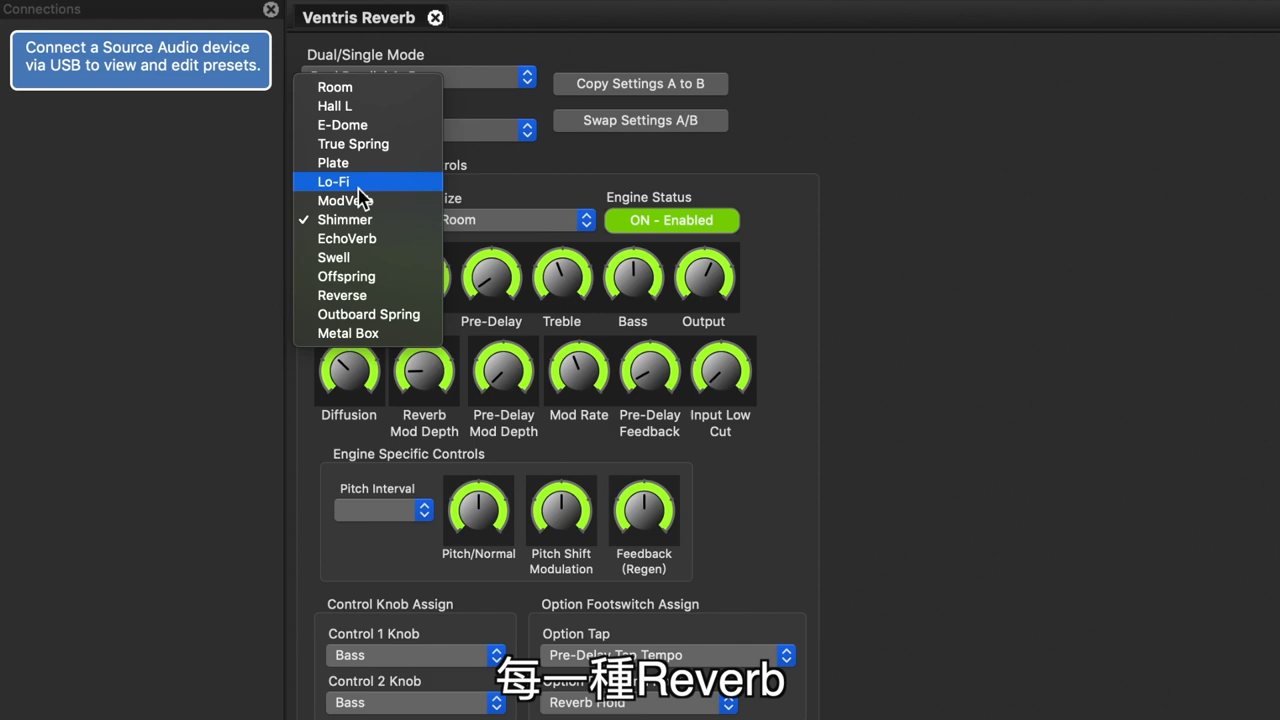 Connections
Ventris Reverb
Connect a Source Audio device
via USB to view and edit presets.
Dual/Single Mode
Copy Settings A to B
Swap Settings A/B
Room
Hall L
E-Dome
True Spring
Plate
Lo-Fi
Shimmer
EchoVerb
Swell
Offspring
Reverse
Outboard Spring
Metal Box
Engine Status
Room
ON - Enabled
Pre-Delay
Treble
Bass
Output
Diffusion
Reverb
Mod Depth
Pre-Delay
Mod Depth
Mod Rate
Pre-Delay
Feedback
Input Low
Cut
Engine Specific Controls
Pitch Interval
Pitch/Normal
Pitch Shift
Modulation
Feedback
(Regen)
Control Knob Assign
Option Footswitch Assign
Control 1 Knob
Option Tap
Bass
Pre-Delay Tap Tempo
每一種Reverb
Control 2 Knob
Bass
Reverb Hold